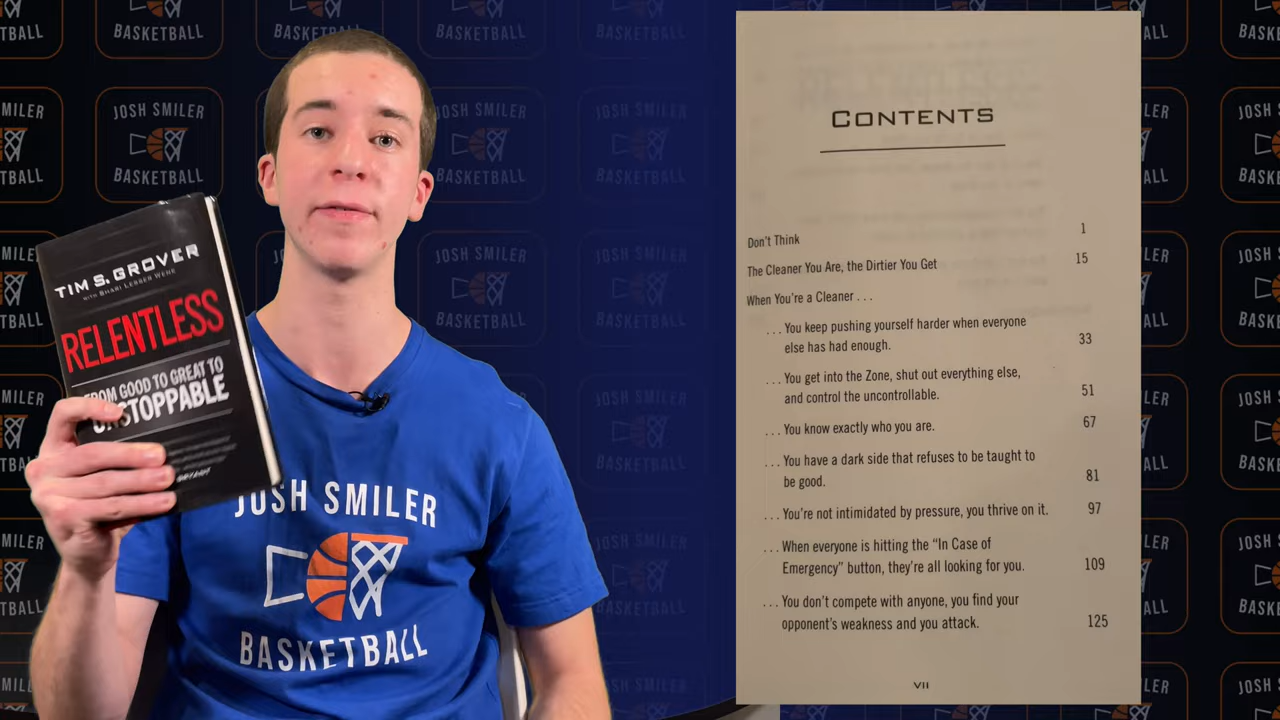 JOSH SMILER
BASKETBALL
TIM S. GROVER
WITH SHARI LESSER WENK
RELENTLESS
FROM GOOD TO GREAT TO
UNSTOPPABLE
JOSH SMILER
BASKETBALL
CONTENTS
Don't Think 1
The Cleaner You Are, the Dirtier You Get 15
When You're a Cleaner . . .
. . . You keep pushing yourself harder when everyone
else has had enough. 33
. . . You get into the Zone, shut out everything else,
and control the uncontrollable. 51
. . . You know exactly who you are. 67
. . . You have a dark side that refuses to be taught to
be good. 81
. . . You're not intimidated by pressure, you thrive on it. 97
. . . When everyone is hitting the "In Case of
Emergency" button, they're all looking for you. 109
. . . You don't compete with anyone, you find your
opponent's weakness and you attack. 125
VII